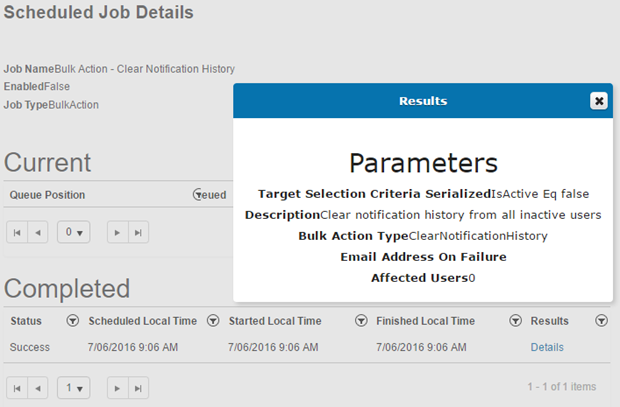 Scheduled Job Details
Job NameBulk Action - Clear Notification History
EnabledFalse
Job TypeBulkAction
Results
Parameters
Target Selection Criteria SerializedIsActive Eq false
DescriptionClear notification history from all inactive users
Bulk Action TypeClearNotificationHistory
Email Address On Failure
Affected Users0
Current
Queue Position eued
0
Completed
Status Scheduled Local Time Started Local Time Finished Local Time Results
Success 7/06/2016 9:06 AM 7/06/2016 9:06 AM 7/06/2016 9:06 AM Details
1 1 - 1 of 1 items